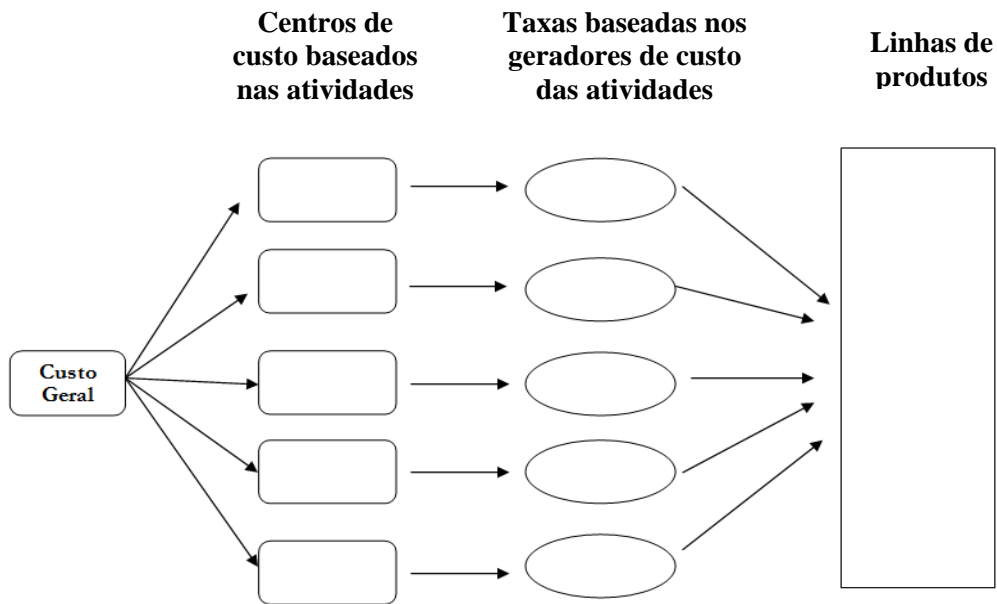 Centros de
custo baseados
nas atividades
Taxas baseadas nos
geradores de custo
das atividades
Linhas de
produtos
Custo
Geral